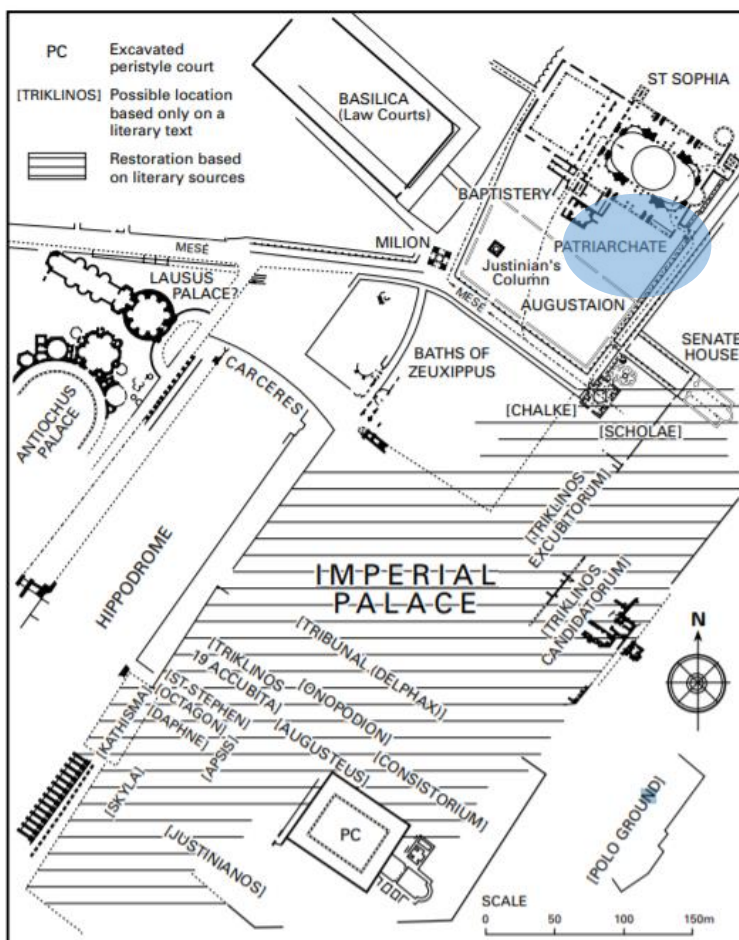 PC
Excavated
peristyle court
[TRIKLINOS]
Possible location
based only on a
literary text
Restoration based
on literary sources
BASILICA
(Law Courts)
ST SOPHIA
BAPTISTERY
MESÉ
MILION
PATRIARCHATE
Justinian's
Column
LAUSUS
PALACE?
MESÉ
AUGUSTAION
SENATE
HOUSE
BATHS OF
ZEUXIPPUS
CARCERES
ANTIOCHUS
PALACE
[CHALKE]
[SCHOLAE]
[TRIKLINOS
EXCUBITORUM]
HIPPODROME
IMPERIAL
PALACE
[TRIKLINOS
CANDIDATORUM]
N
[TRIBUNAL (DELPHAX)]
[TRIKLINOS
19 ACCUBITA]
[ONOPODION]
[ST-STEPHEN]
[OCTAGON]
[DAPHNE]
[KATHISMA]
[APSIS]
[AUGUSTEUS]
[CONSISTORIUM]
[SKYLA]
PC
[POLO GROUND]
[JUSTINIANOS]
SCALE
0 50 100 150m